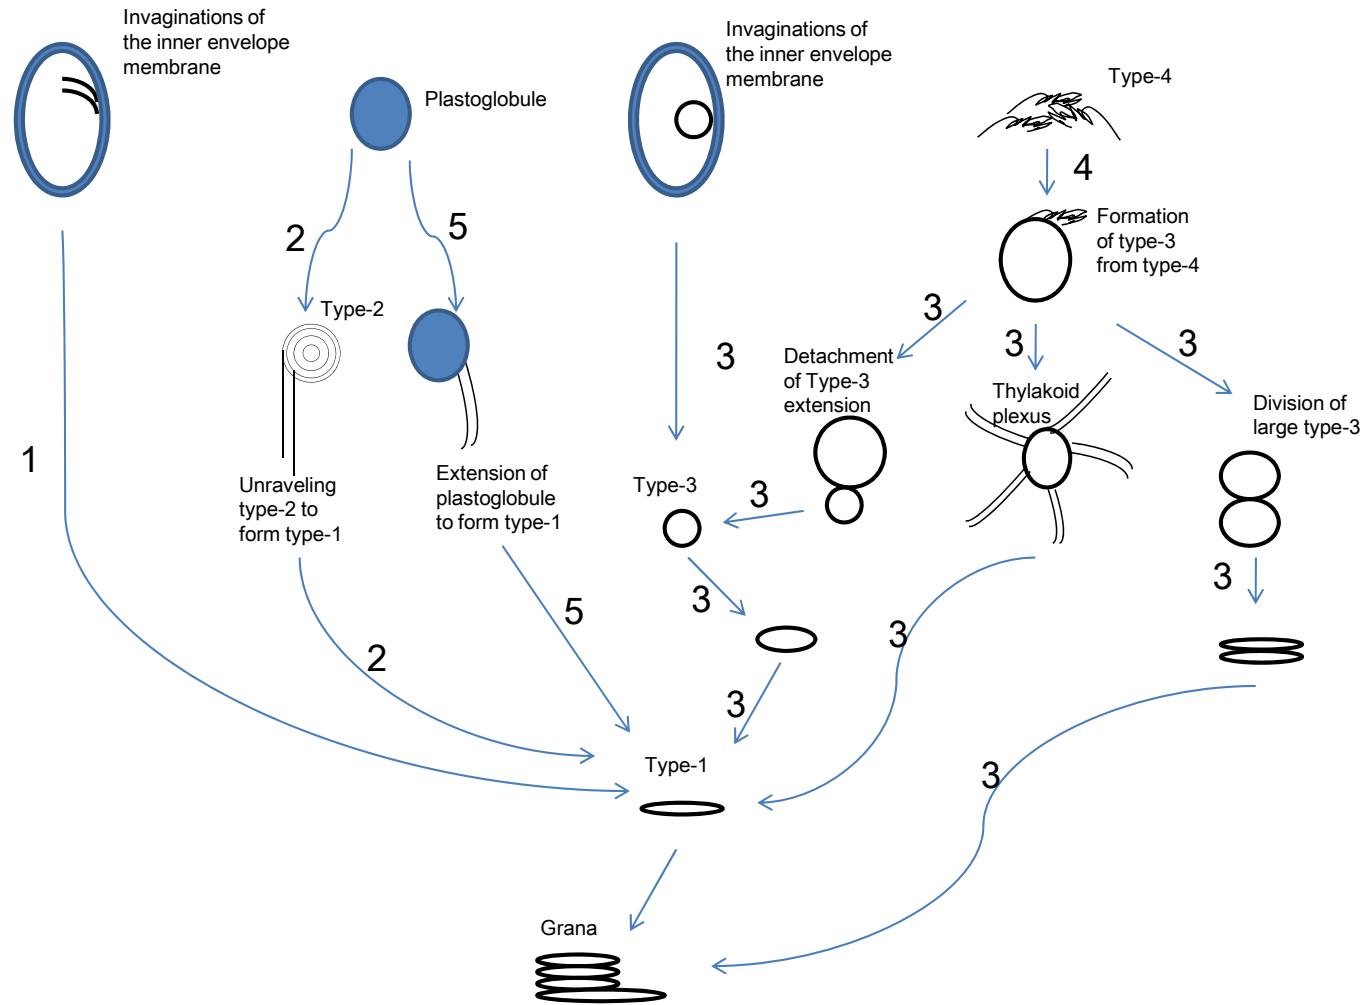 Invaginations of
the inner envelope
membrane
Plastoglobule
Invaginations of
the inner envelope
membrane
Type-4
4
Formation
of type-3
from type-4
2
5
Type-2
3
3
3
3
Detachment
of Type-3
extension
Thylakoid
plexus
Division of
large type-3
1
Unraveling
type-2 to
form type-1
Extension of
plastoglobule
to form type-1
Type-3
3
3
3
5
3
2
3
Type-1
3
Grana